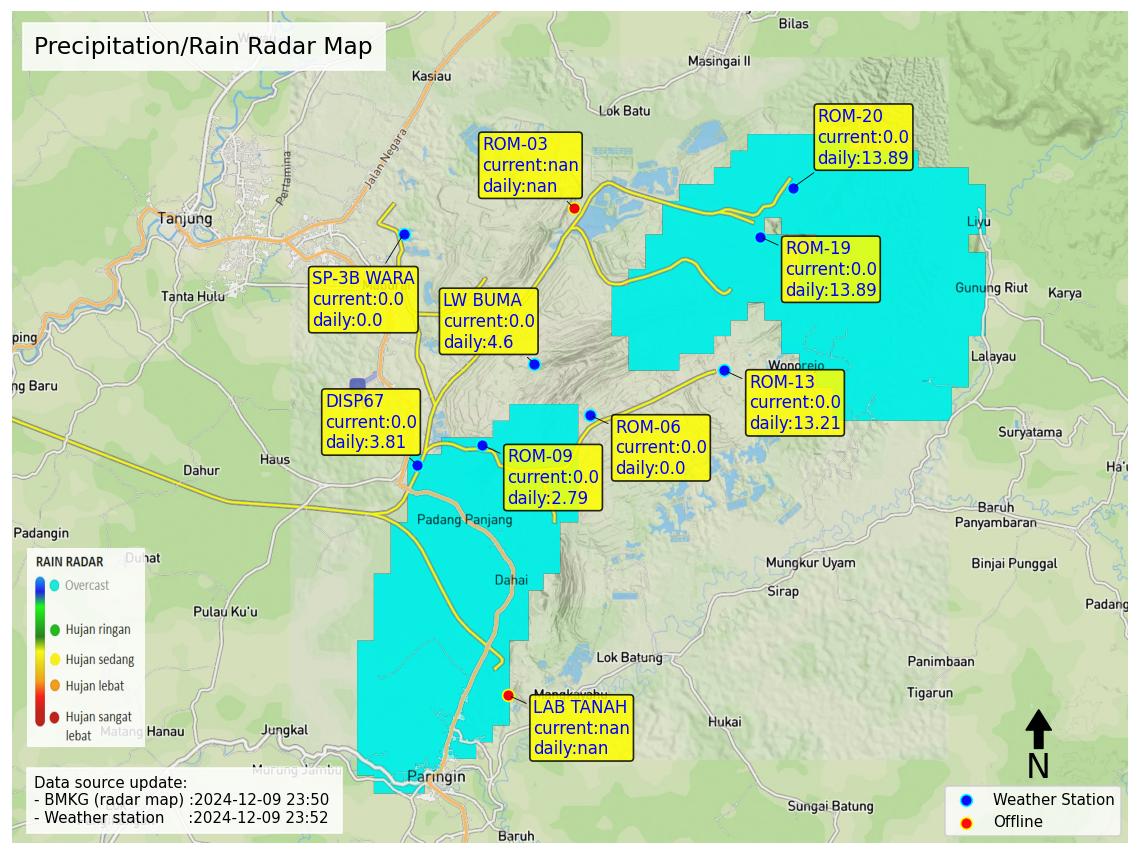 Precipitation/Rain Radar Map
Bilas
Masingai II
Kasiau
Lok Batu
Jalan Negara
Pertamina
Tanjung
Tanta Hulu
ping
ng Baru
Liyu
Gunung Riut
Karya
Lalayau
Wonorejo
Suryatama
Ha'u
ROM-20
current:0.0
daily:13.89
ROM-03
current:nan
daily:nan
ROM-19
current:0.0
daily:13.89
SP-3B WARA
current:0.0
daily:0.0
LW BUMA
current:0.0
daily:4.6
ROM-13
current:0.0
daily:13.21
DISP67
current:0.0
daily:3.81
ROM-06
current:0.0
daily:0.0
ROM-09
current:0.0
daily:2.79
Haus
Dahur
Padangin
Duhat
Padang Panjang
Dahai
Baruh
Panyambaran
Binjai Punggal
Mungkur Uyam
Sirap
Padang
Pulau Ku'u
Lok Batung
Panimbaan
Tigarun
Mangkayahu
Hukai
LAB TANAH
current:nan
daily:nan
RAIN RADAR
Overcast
Hujan ringan
Hujan sedang
Hujan lebat
Hujan sangat
lebat
Matang Hanau
Jungkal
Murung Jambu
Paringin
Sungai Batung
Baruh
N
Data source update:
- BMKG (radar map) :2024-12-09 23:50
- Weather station :2024-12-09 23:52
Weather Station
Offline